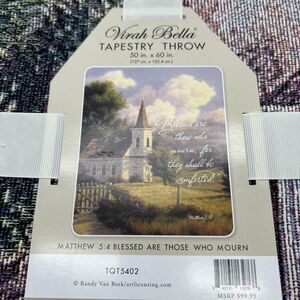 Virah Bella®
TAPESTRY THROW
50 in. x 60 in.
(127 cm. x 152.4 cm.)
Blessed are
those who
mourn, for
they shall be
comforted.
Matthew 5:4
MATTHEW 5:4 BLESSED ARE THOSE WHO MOURN
TQT5402
© Randy Van Beek/artlicensing.com
MSRP $99.95